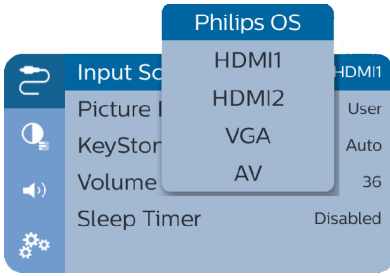 Philips OS
HDMI1
HDMI2
VGA
AV
Input HDMI1
Picture User
Auto
Volume 36
Sleep Timer Disabled